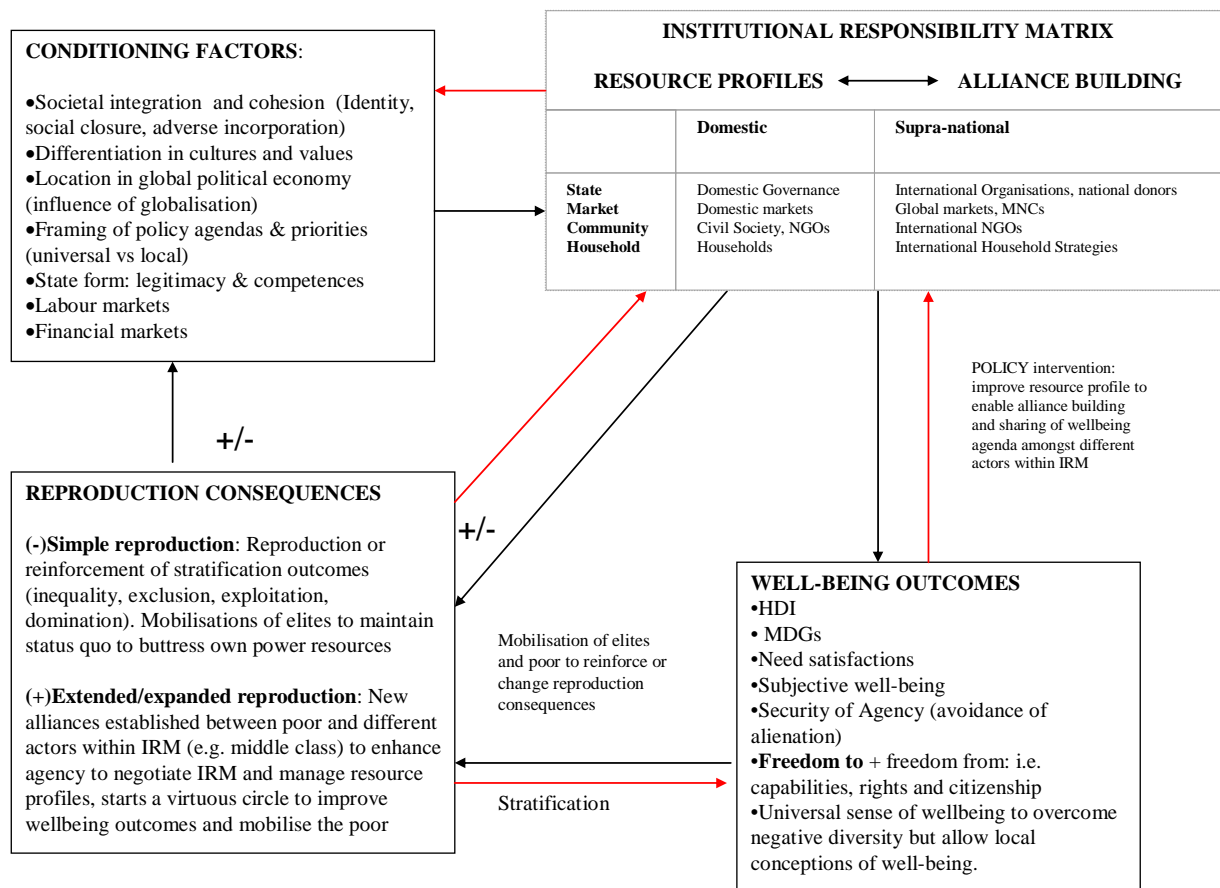 CONDITIONING FACTORS:
•Societal integration and cohesion (Identity,
social closure, adverse incorporation)
•Differentiation in cultures and values
•Location in global political economy
(influence of globalisation)
•Framing of policy agendas & priorities
(universal vs local)
•State form: legitimacy & competences
•Labour markets
•Financial markets
INSTITUTIONAL RESPONSIBILITY MATRIX
RESOURCE PROFILES ALLIANCE BUILDING
Domestic Supra-national
State Domestic Governance International Organisations, national donors
Market Domestic markets Global markets, MNCs
Community Civil Society, NGOs International NGOs
Household Households International Household Strategies
POLICY intervention:
improve resource profile to
enable alliance building
and sharing of wellbeing
agenda amongst different
actors within IRM
+/-
REPRODUCTION CONSEQUENCES
(-)Simple reproduction: Reproduction or
reinforcement of stratification outcomes
(inequality, exclusion, exploitation,
domination). Mobilisations of elites to maintain
status quo to buttress own power resources
(+)Extended/expanded reproduction: New
alliances established between poor and different
actors within IRM (e.g. middle class) to enhance
agency to negotiate IRM and manage resource
profiles, starts a virtuous circle to improve
wellbeing outcomes and mobilise the poor
+/-
Mobilisation of elites
and poor to reinforce or
change reproduction
consequences
Stratification
WELL-BEING OUTCOMES
•HDI
• MDGs
•Need satisfactions
•Subjective well-being
•Security of Agency (avoidance of
alienation)
•Freedom to + freedom from: i.e.
capabilities, rights and citizenship
•Universal sense of wellbeing to overcome
negative diversity but allow local
conceptions of well-being.